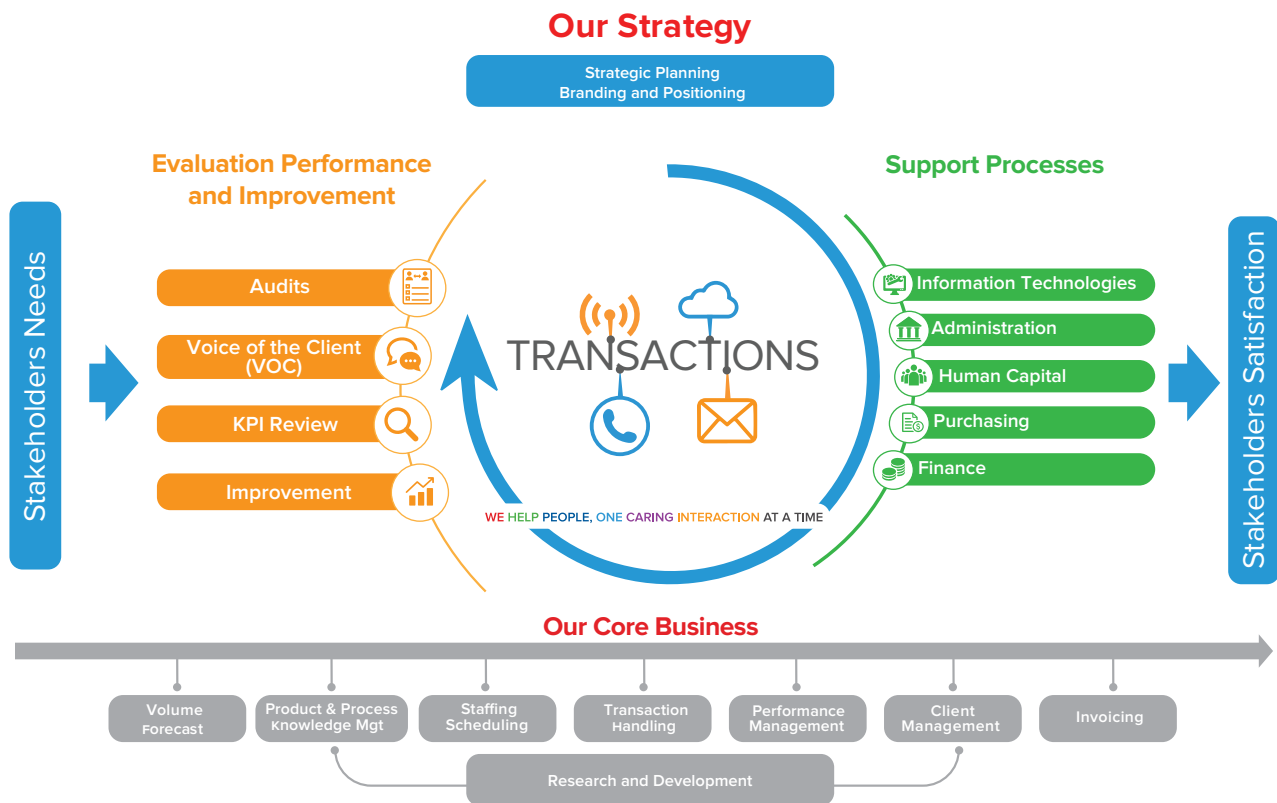 Our Strategy
Strategic Planning
Branding and Positioning
Evaluation Performance
and Improvement
Support Processes
Stakeholders Needs
Audits
Voice of the Client
(VOC)
KPI Review
Improvement
TRANSACTIONS
WE HELP PEOPLE, ONE CARING INTERACTION AT A TIME
Information Technologies
Administration
Human Capital
Purchasing
Finance
Stakeholders Satisfaction
Our Core Business
Volume
Forecast
Product & Process
Knowledge Mgt
Staffing
Scheduling
Transaction
Handling
Performance
Management
Client
Management
Invoicing
Research and Development